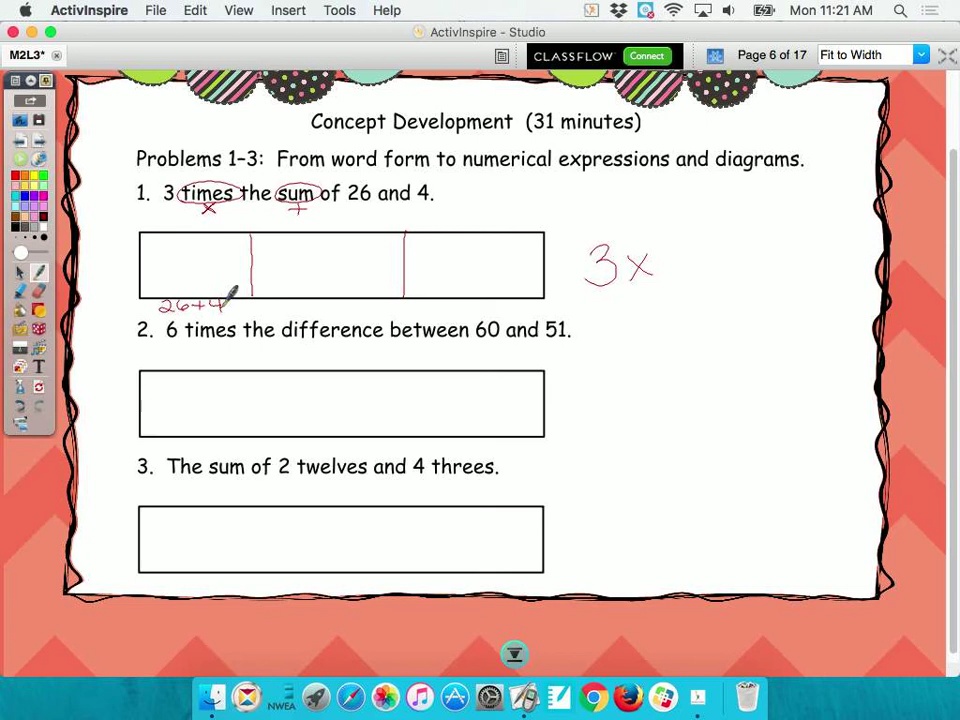 ActivInspire File Edit View Insert Tools Help Mon 11:21 AM
ActivInspire - Studio
M2L3* CLASSFLOW Connect Page 6 of 17 Fit to Width
Concept Development (31 minutes)
Problems 1–3: From word form to numerical expressions and diagrams.
1. 3 times the sum of 26 and 4.
x +
3 x
26+4
2. 6 times the difference between 60 and 51.
3. The sum of 2 twelves and 4 threes.
T
NWEA